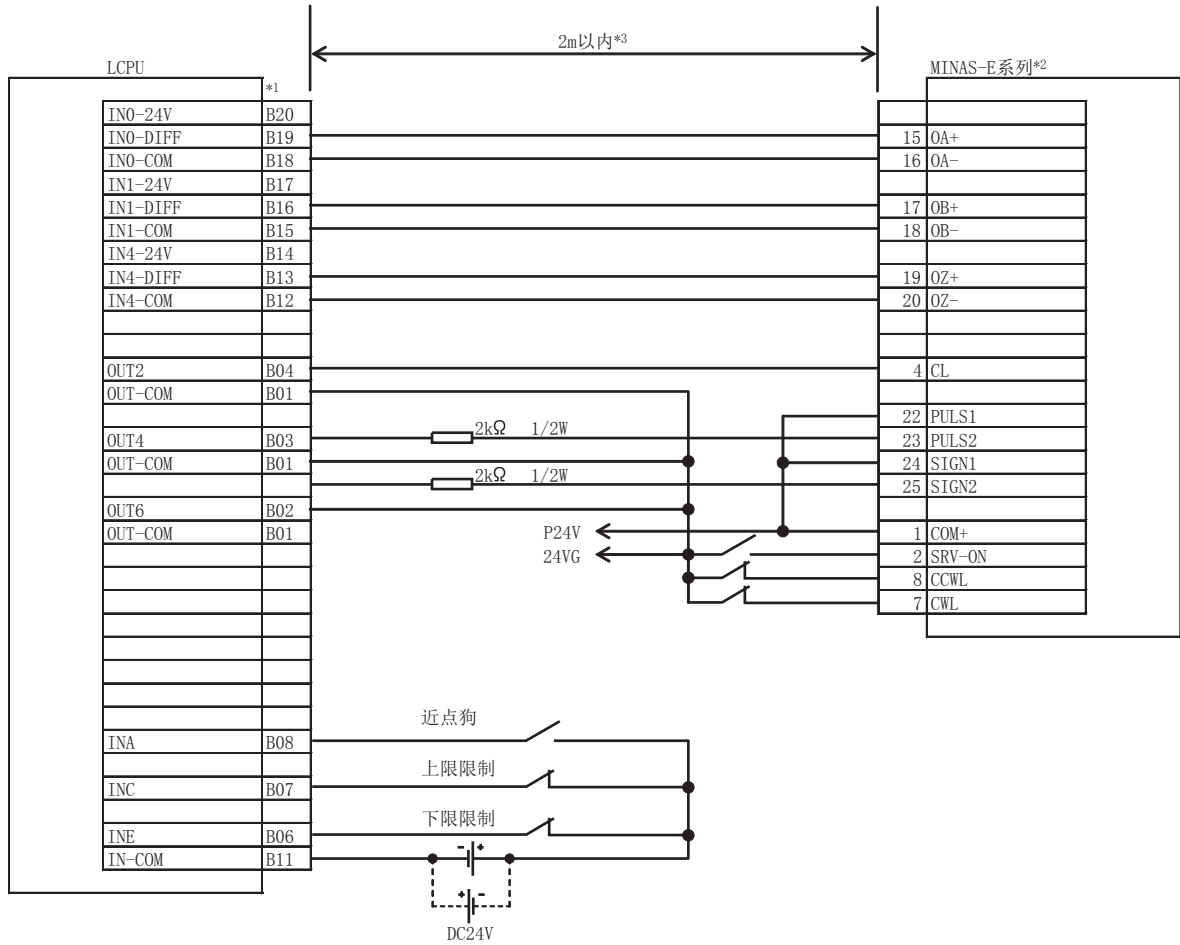 2m以内*3
LCPU
MINAS-E系列*2
*1
IN0-24V B20
IN0-DIFF B19
15 OA+
IN0-COM B18
16 OA-
IN1-24V B17
IN1-DIFF B16
17 OB+
IN1-COM B15
18 OB-
IN4-24V B14
IN4-DIFF B13
19 OZ+
IN4-COM B12
20 OZ-
OUT2 B04
4 CL
OUT-COM B01
22 PULS1
2kΩ 1/2W
OUT4 B03
23 PULS2
OUT-COM B01
24 SIGN1
2kΩ 1/2W
25 SIGN2
OUT6 B02
OUT-COM B01
P24V
1 COM+
24VG
2 SRV-ON
8 CCWL
7 CWL
近点狗
INA B08
上限限制
INC B07
下限限制
INE B06
IN-COM B11
- +
+ -
DC24V